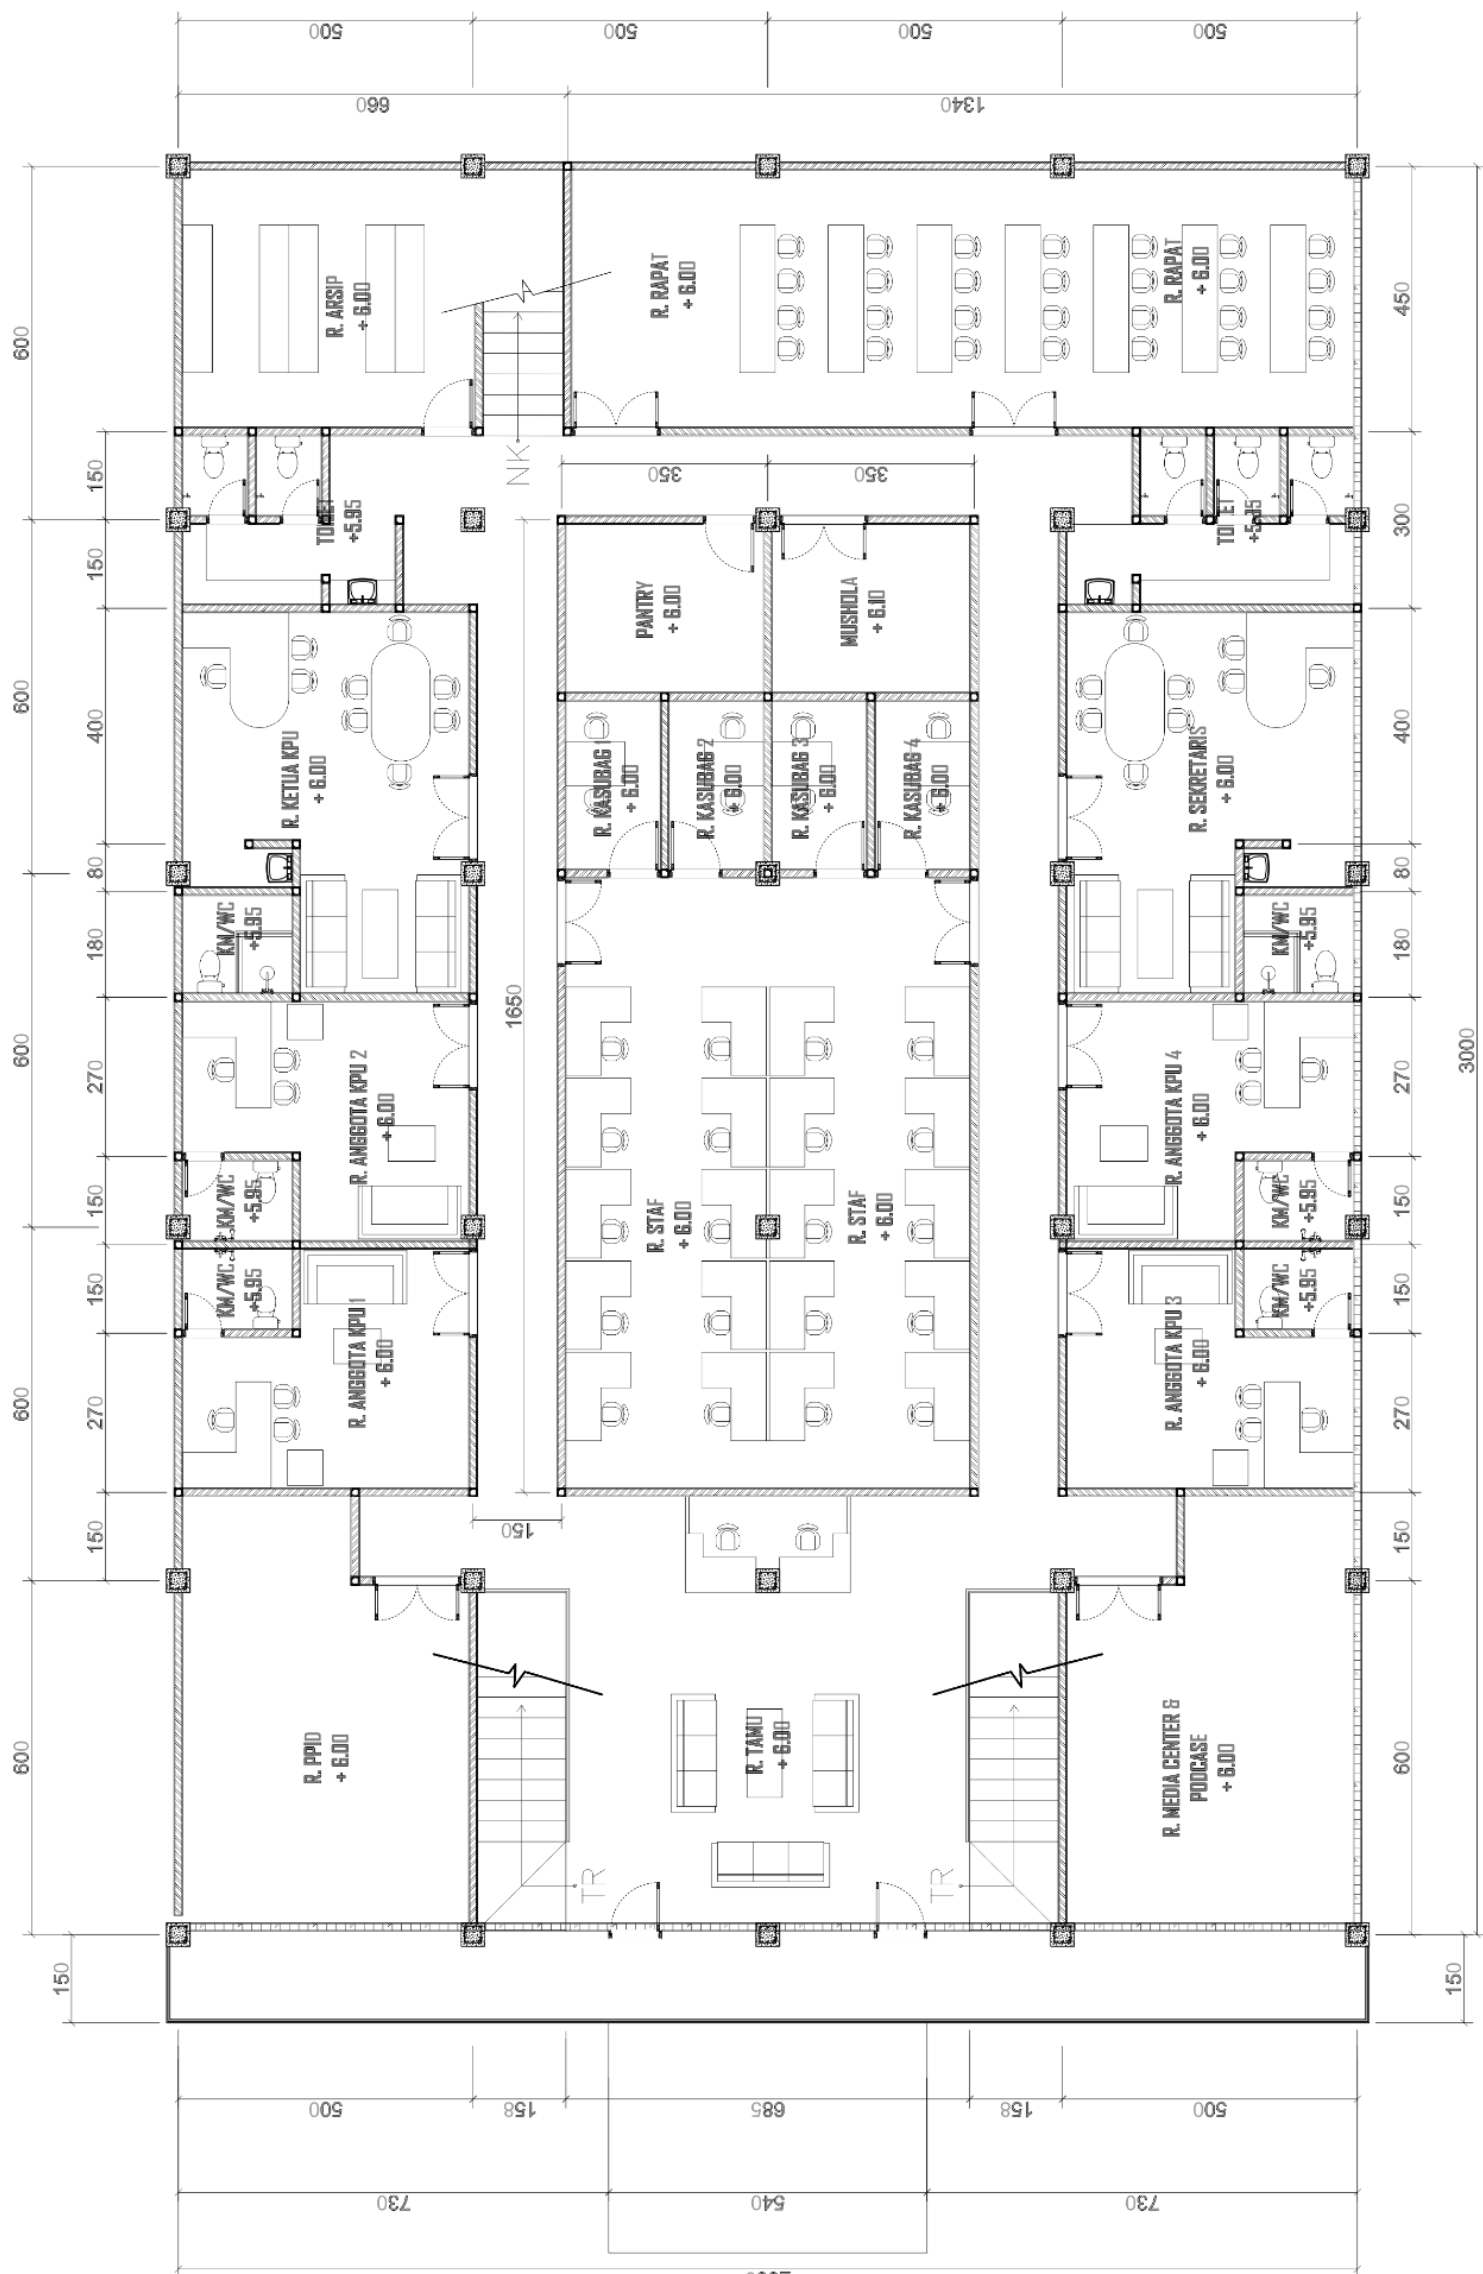 500
500
500
500
660
1340
R. ARSIP
+ 6.00
R. RAPAT
+ 6.00
R. RAPAT
+ 6.00
600
450
NK
150
350
350
TOILET
+5.95
TOILET
+5.95
300
150
PANTRY
+ 6.00
MUSHOLA
+ 6.10
600
400
R. KETUA KPU
+ 6.00
R. KASUBAG 1
+ 6.00
R. KASUBAG 2
+ 6.00
R. KASUBAG 3
+ 6.00
R. KASUBAG 4
+ 6.00
R. SEKRETARIS
+ 6.00
400
80
80
KM/WC
+5.95
KM/WC
+5.95
180
180
1650
600
3000
270
R. ANGGOTA KPU 2
+ 6.00
R. ANGGOTA KPU 4
+ 6.00
270
150
KM/WC
+5.95
R. STAF
+ 6.00
R. STAF
+ 6.00
KM/WC
+5.95
150
150
KM/WC
+5.95
KM/WC
+5.95
150
600
270
R. ANGGOTA KPU 1
+ 6.00
R. ANGGOTA KPU 3
+ 6.00
270
150
150
150
600
R. PPID
+ 6.00
R. TAMU
+ 6.00
R. MEDIA CENTER &
PODCASE
+ 6.00
600
TR
TR
150
150
500
158
685
158
500
730
540
730